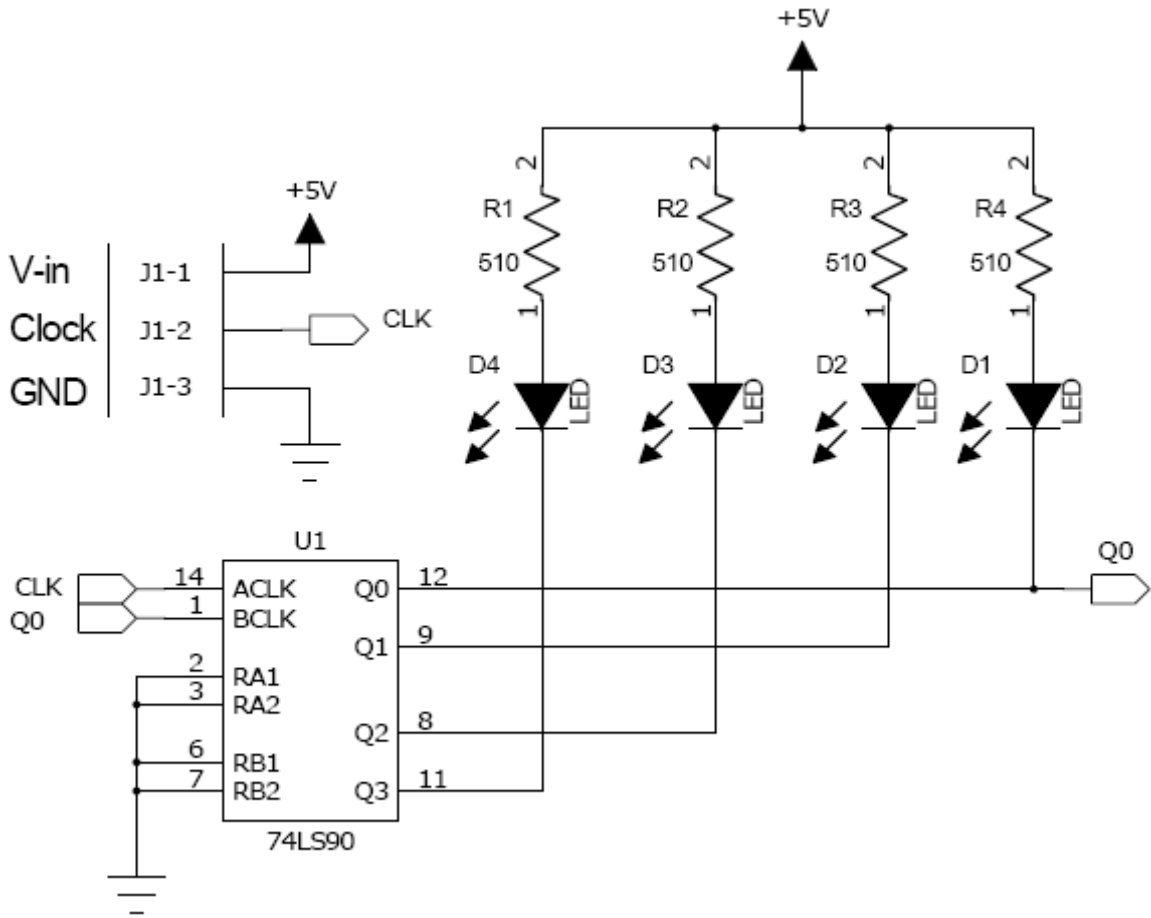 +5V
2 2 2 2
R1 R2 R3 R4
510 510 510 510
1 1 1 1
+5V
V-in J1-1
Clock J1-2 CLK
GND J1-3
D4 LED D3 LED D2 LED D1 LED
U1
CLK 14 ACLK Q0 12 Q0
Q0 1 BCLK
Q1 9
2 RA1
3 RA2
Q2 8
6 RB1
7 RB2 Q3 11
74LS90